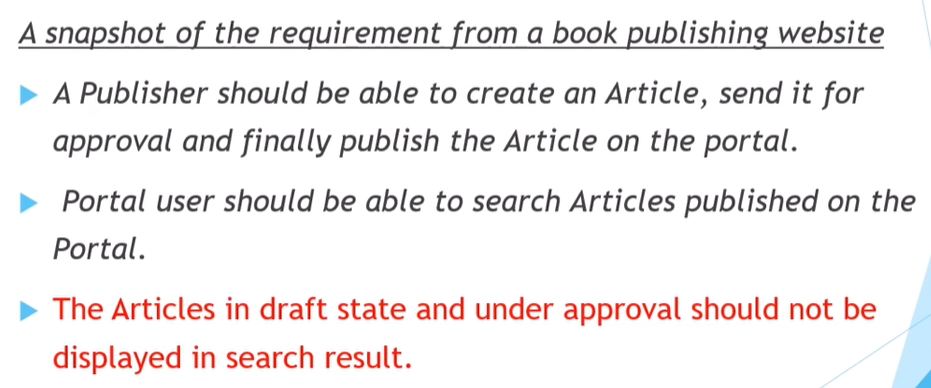 A snapshot of the requirement from a book publishing website
A Publisher should be able to create an Article, send it for
approval and finally publish the Article on the portal.
Portal user should be able to search Articles published on the
Portal.
The Articles in draft state and under approval should not be
displayed in search result.